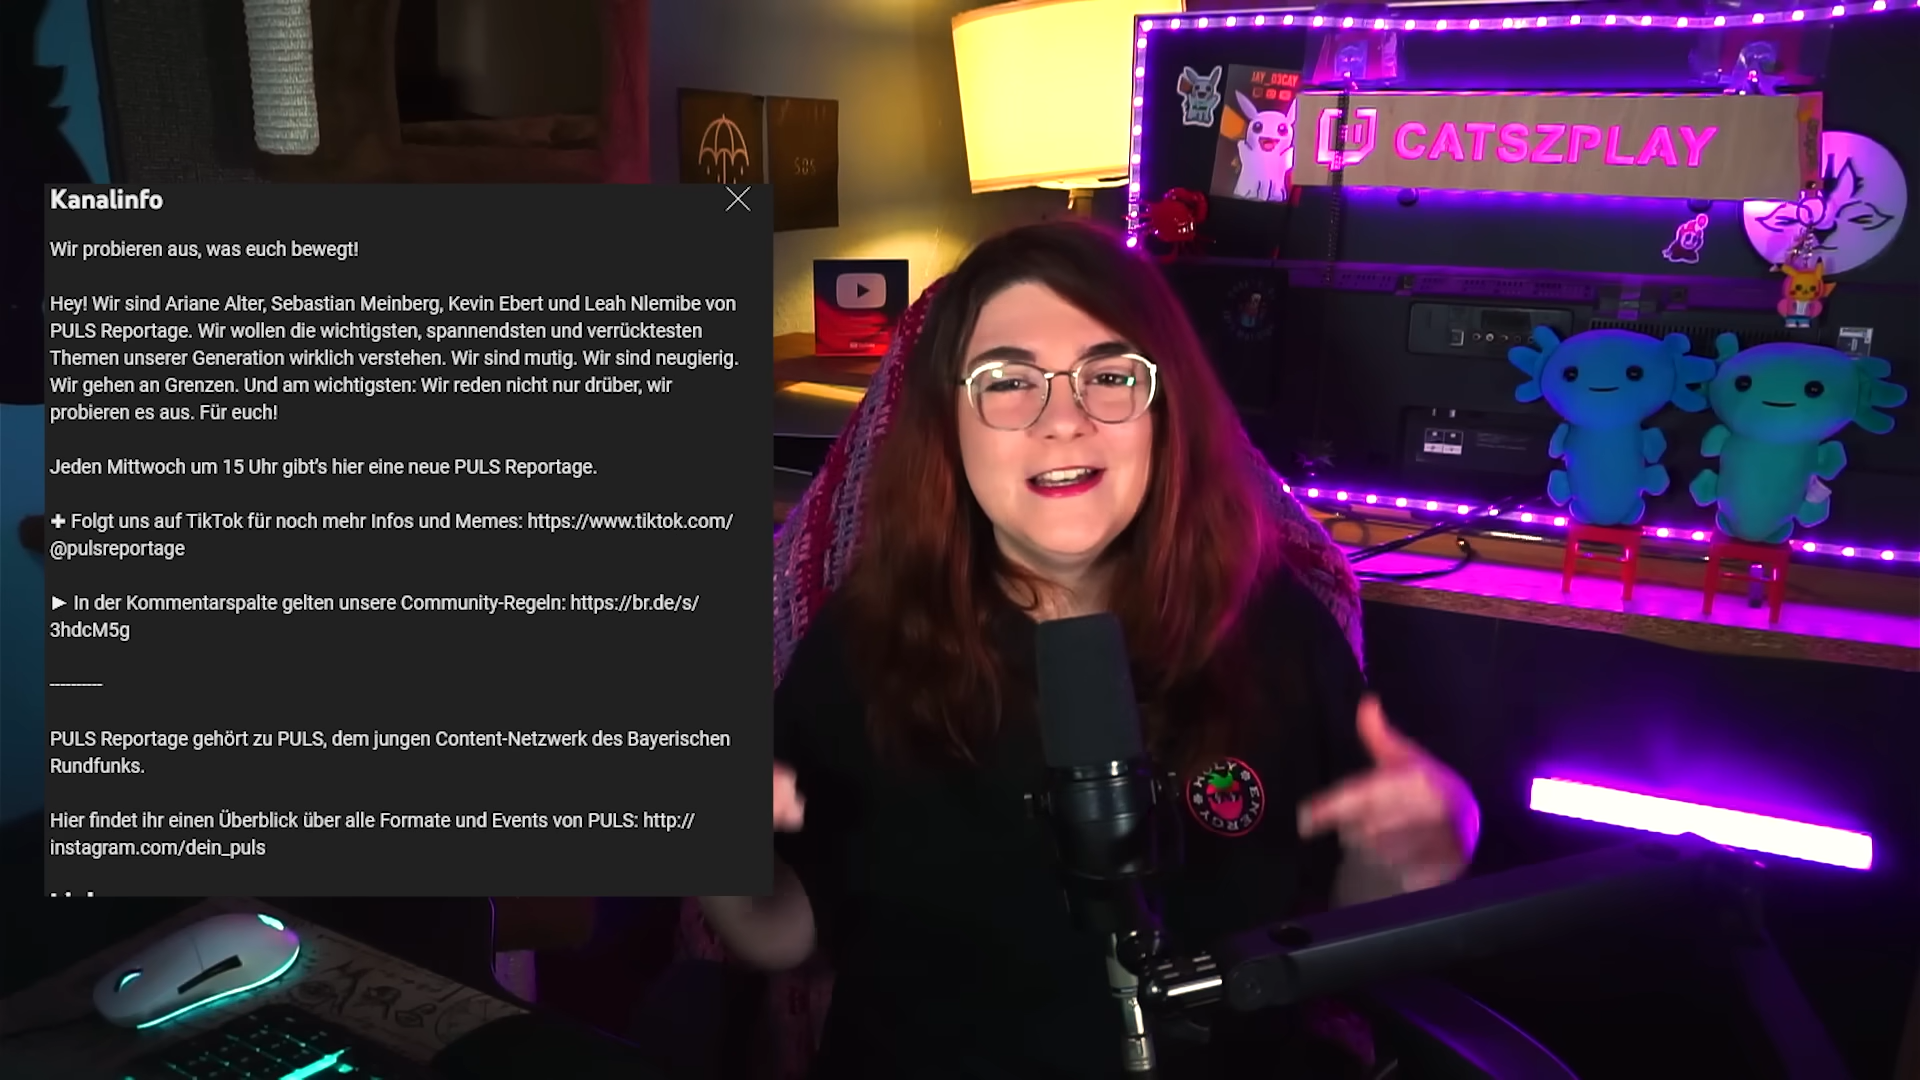 Kanalinfo
Wir probieren aus, was euch bewegt!
Hey! Wir sind Ariane Alter, Sebastian Meinberg, Kevin Ebert und Leah Nlemibe von
PULS Reportage. Wir wollen die wichtigsten, spannendsten und verrücktesten
Themen unserer Generation wirklich verstehen. Wir sind mutig. Wir sind neugierig.
Wir gehen an Grenzen. Und am wichtigsten: Wir reden nicht nur drüber, wir
probieren es aus. Für euch!
Jeden Mittwoch um 15 Uhr gibt's hier eine neue PULS Reportage.
✚ Folgt uns auf TikTok für noch mehr Infos und Memes: https://www.tiktok.com/
@pulsreportage
► In der Kommentarspalte gelten unsere Community-Regeln: https://br.de/s/
3hdcM5g
----------
PULS Reportage gehört zu PULS, dem jungen Content-Netzwerk des Bayerischen
Rundfunks.
Hier findet ihr einen Überblick über alle Formate und Events von PULS: http://
instagram.com/dein_puls
SOS
JAY_D3CAY
CATSZPLAY
HOLY ENERGY